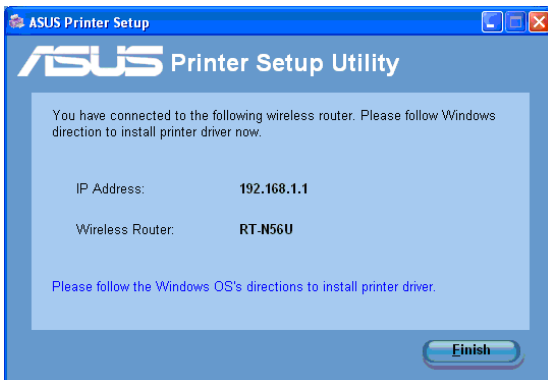 ASUS Printer Setup
ASUS Printer Setup Utility
You have connected to the following wireless router. Please follow Windows
direction to install printer driver now.
IP Address: 192.168.1.1
Wireless Router: RT-N56U
Please follow the Windows OS's directions to install printer driver.
Finish